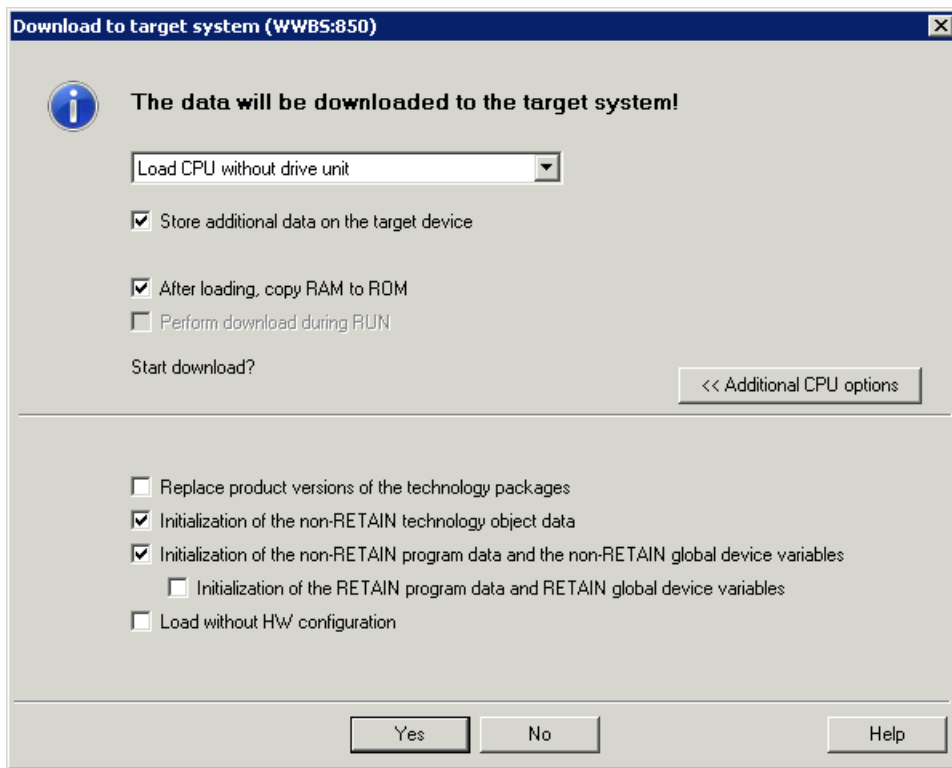 Download to target system (WWBS:850)
The data will be downloaded to the target system!
Load CPU without drive unit
Store additional data on the target device
After loading, copy RAM to ROM
Perform download during RUN
Start download?
<< Additional CPU options
Replace product versions of the technology packages
Initialization of the non-RETAIN technology object data
Initialization of the non-RETAIN program data and the non-RETAIN global device variables
Initialization of the RETAIN program data and RETAIN global device variables
Load without HW configuration
Yes No Help